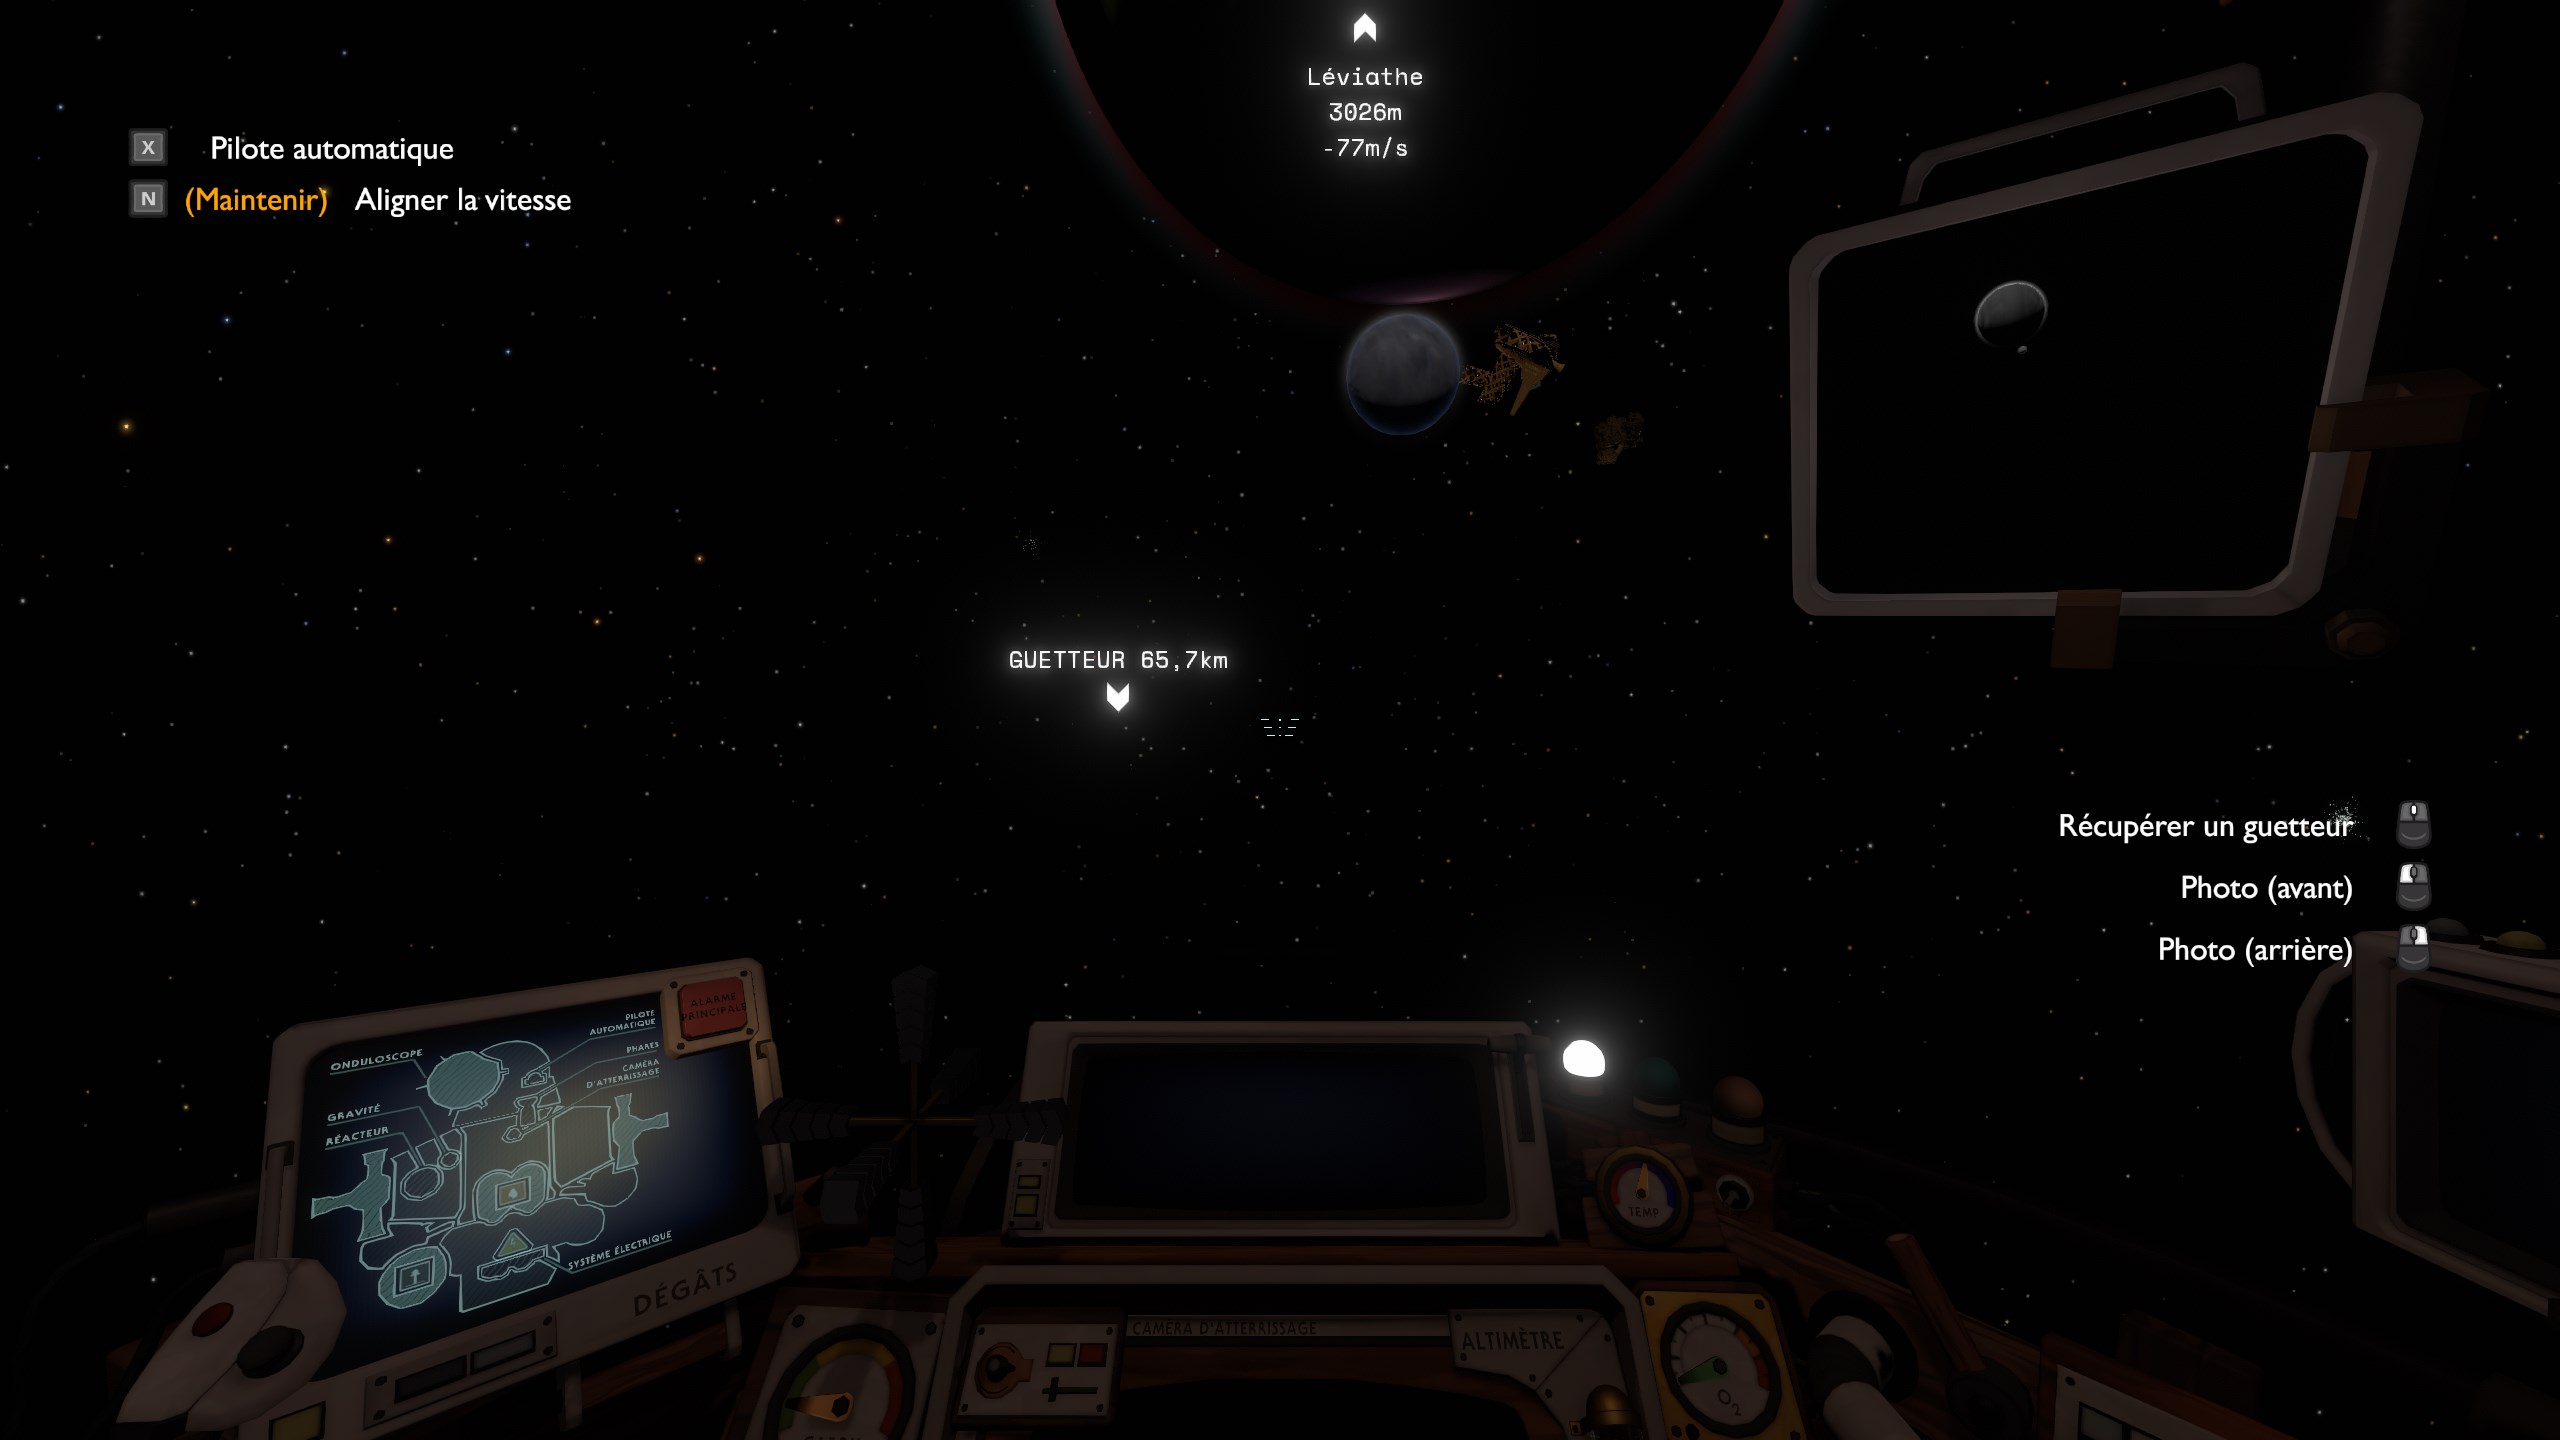 Léviathe
3026m
-77m/s
X Pilote automatique
N (Maintenir) Aligner la vitesse
GUETTEUR 65,7km
Récupérer un guetteur
Photo (avant)
Photo (arrière)
ALARME
PRINCIPALE
PILOTE
AUTOMATIQUE
PHARES
CAMÉRA
D'ATTERRISSAGE
ONDULOSCOPE
GRAVITÉ
RÉACTEUR
SYSTÈME ÉLECTRIQUE
DÉGÂTS
TEMP
CAMÉRA D'ATTERRISSAGE
ALTIMÈTRE
O2